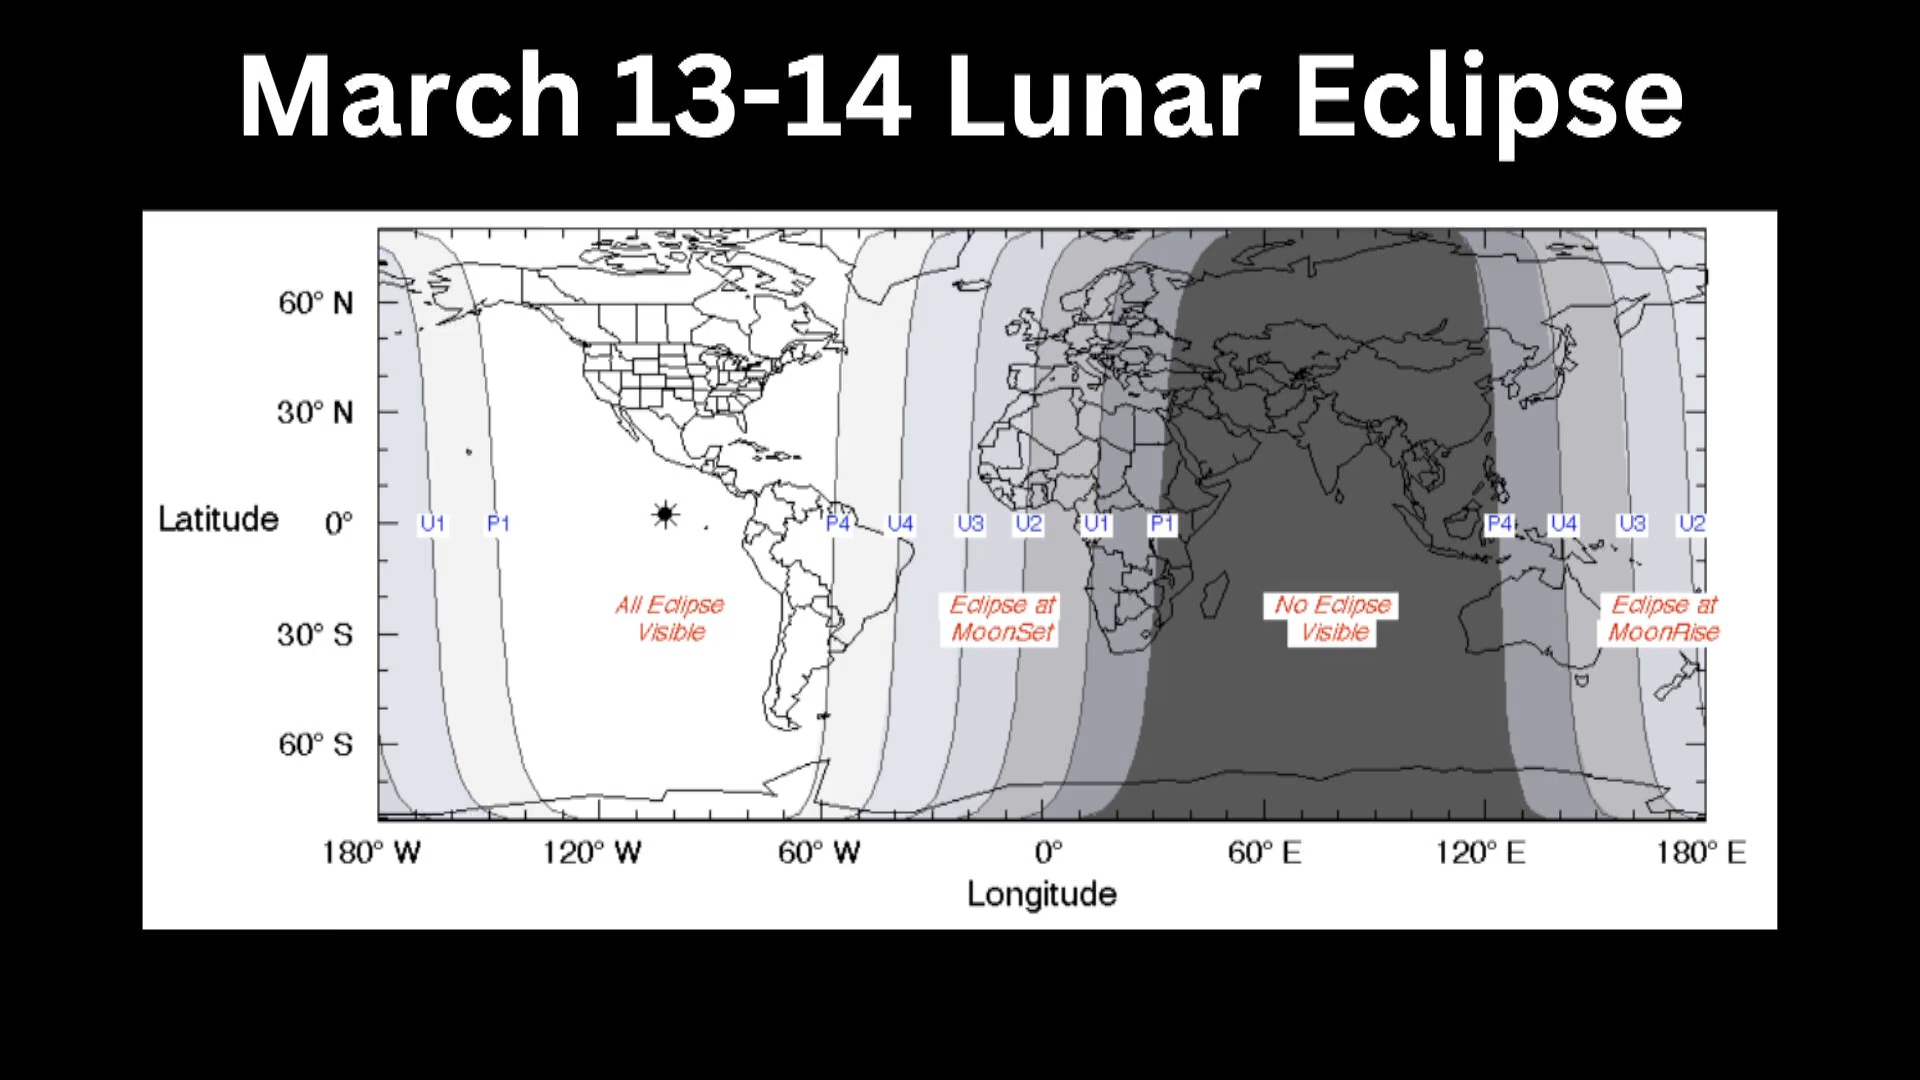 March 13-14 Lunar Eclipse
60° N
30° N
Latitude 0°
30° S
60° S
U1 P1 P4 U4 U3 U2 U1 P1 P4 U4 U3 U2
All Eclipse
Visible
Eclipse at
MoonSet
No Eclipse
Visible
Eclipse at
MoonRise
180° W 120° W 60° W 0° 60° E 120° E 180° E
Longitude